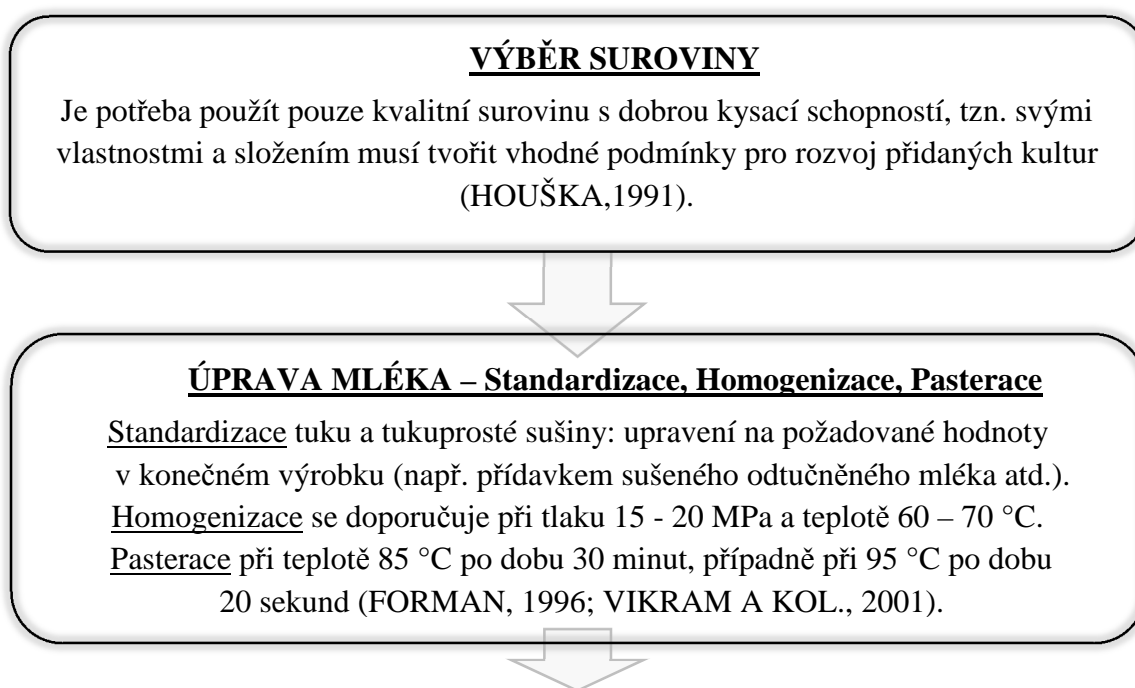 VÝBĚR SUROVINY
Je potřeba použít pouze kvalitní surovinu s dobrou kysací schopností, tzn. svými
vlastnostmi a složením musí tvořit vhodné podmínky pro rozvoj přidaných kultur
(HOUŠKA,1991).
ÚPRAVA MLÉKA – Standardizace, Homogenizace, Pasterace
Standardizace tuku a tukuprosté sušiny: upravení na požadované hodnoty
v konečném výrobku (např. přídavkem sušeného odtučněného mléka atd.).
Homogenizace se doporučuje při tlaku 15 - 20 MPa a teplotě 60 – 70 °C.
Pasterace při teplotě 85 °C po dobu 30 minut, případně při 95 °C po dobu
20 sekund (FORMAN, 1996; VIKRAM A KOL., 2001).